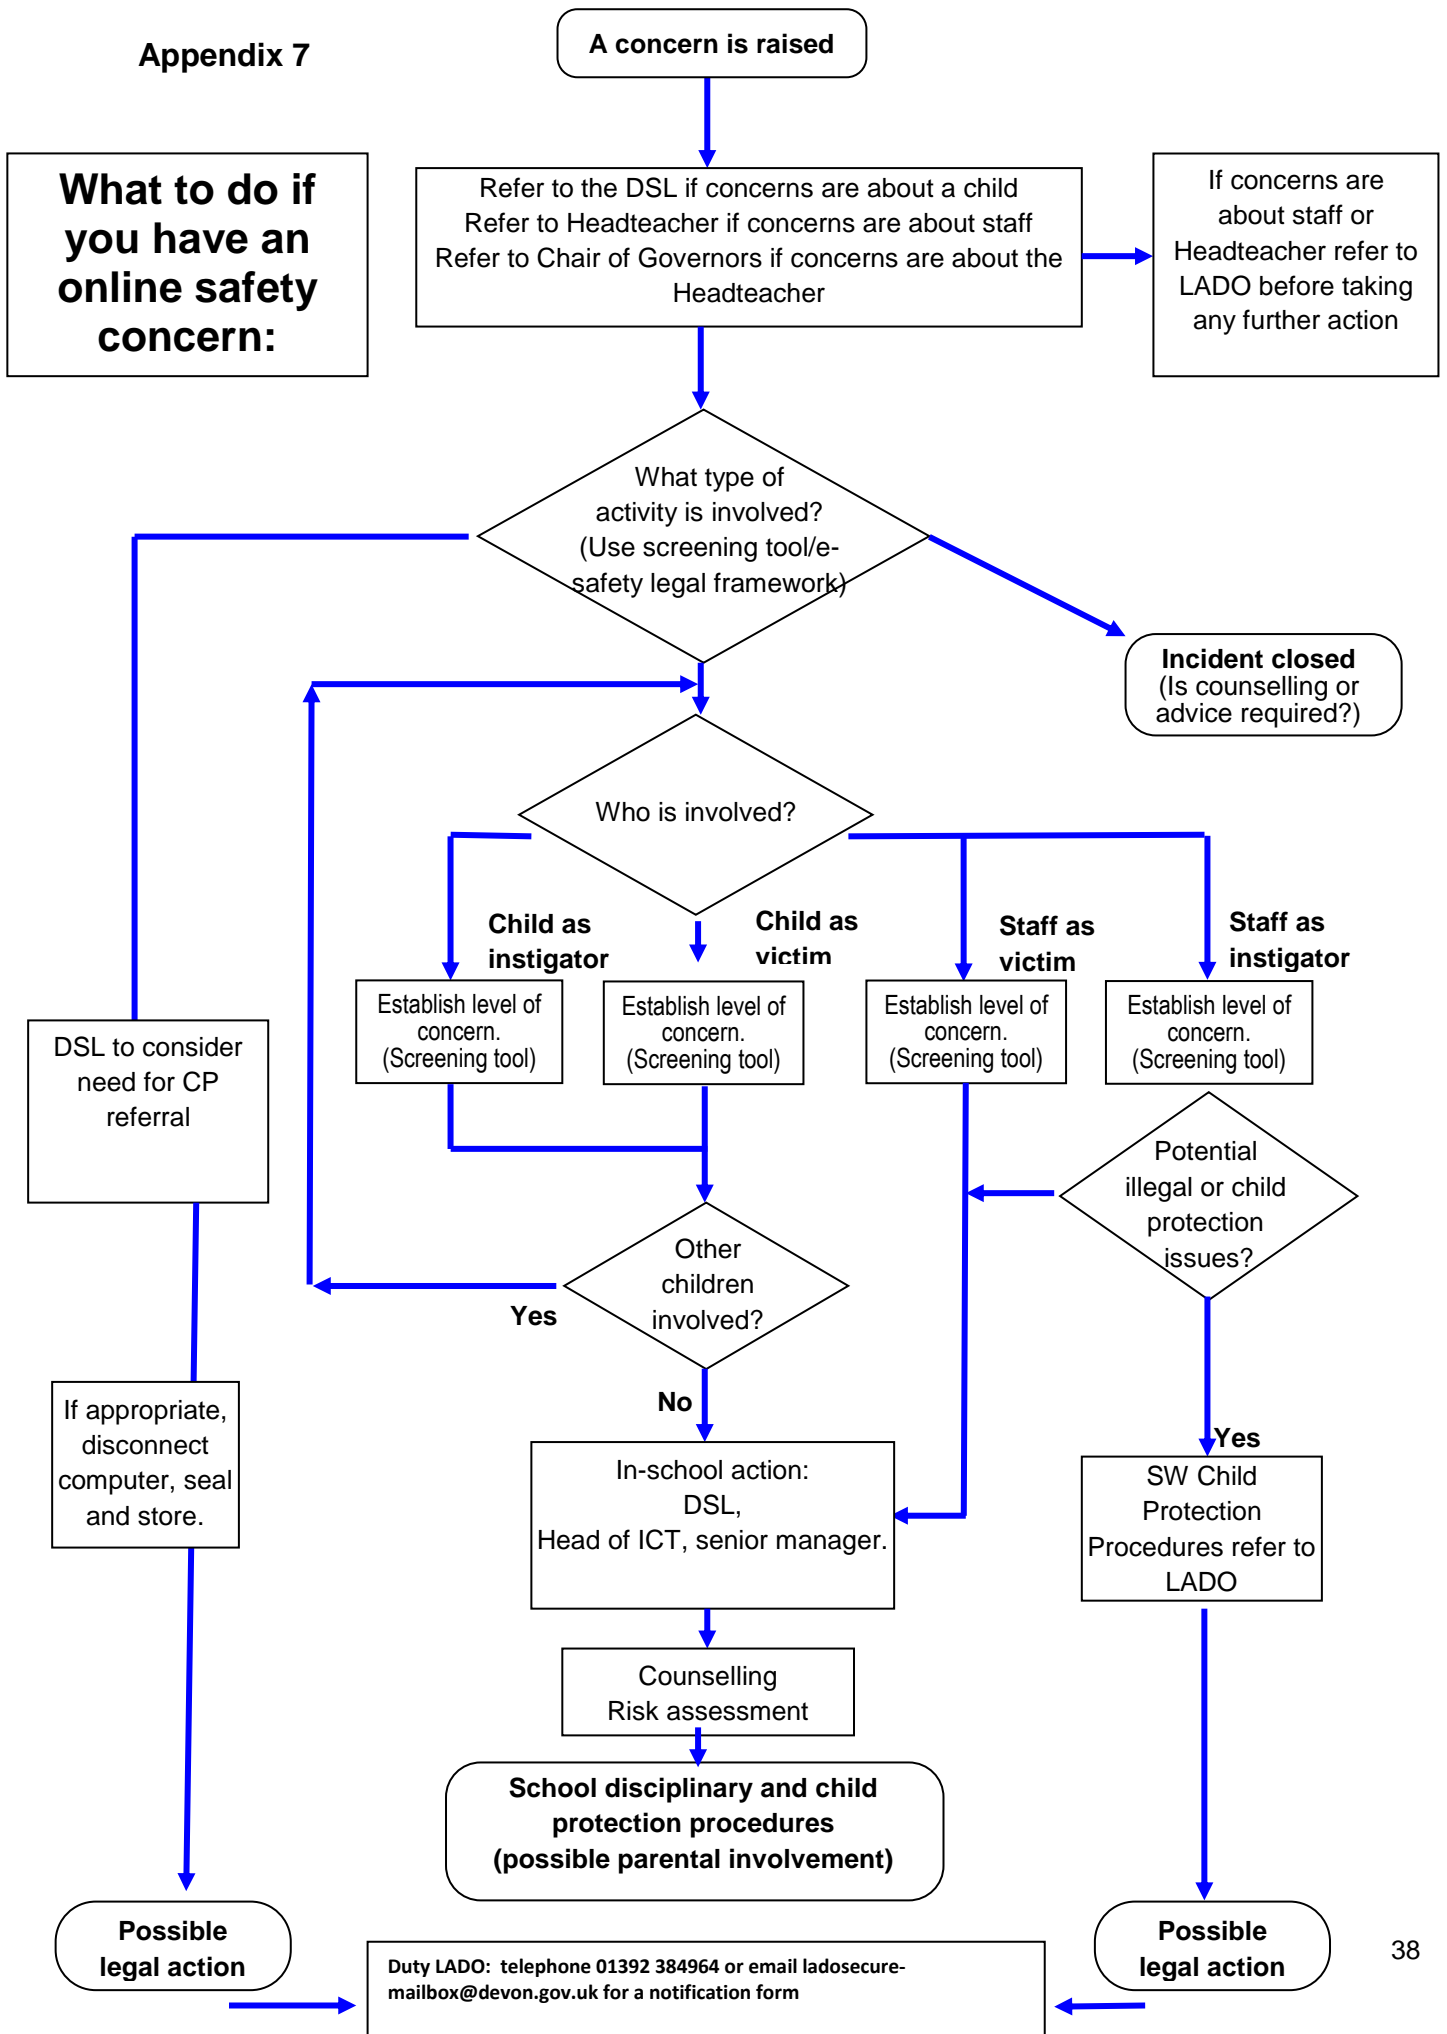 Appendix 7
A concern is raised
What to do if
you have an
online safety
concern:
Refer to the DSL if concerns are about a child
Refer to Headteacher if concerns are about staff
Refer to Chair of Governors if concerns are about the
Headteacher
If concerns are
about staff or
Headteacher refer to
LADO before taking
any further action
What type of
activity is involved?
(Use screening tool/e-
safety legal framework)
Incident closed
(Is counselling or
advice required?)
Who is involved?
Child as
instigator
Child as
victim
Staff as
victim
Staff as
instigator
Establish level of
concern.
(Screening tool)
Establish level of
concern.
(Screening tool)
Establish level of
concern.
(Screening tool)
Establish level of
concern.
(Screening tool)
DSL to consider
need for CP
referral
Potential
illegal or child
protection
issues?
Other
children
involved?
Yes
No
Yes
If appropriate,
disconnect
computer, seal
and store.
In-school action:
DSL,
Head of ICT, senior manager.
SW Child
Protection
Procedures refer to
LADO
Counselling
Risk assessment
School disciplinary and child
protection procedures
(possible parental involvement)
Possible
legal action
Possible
legal action
Duty LADO:  telephone 01392 384964 or email ladosecure-
mailbox@devon.gov.uk for a notification form
38